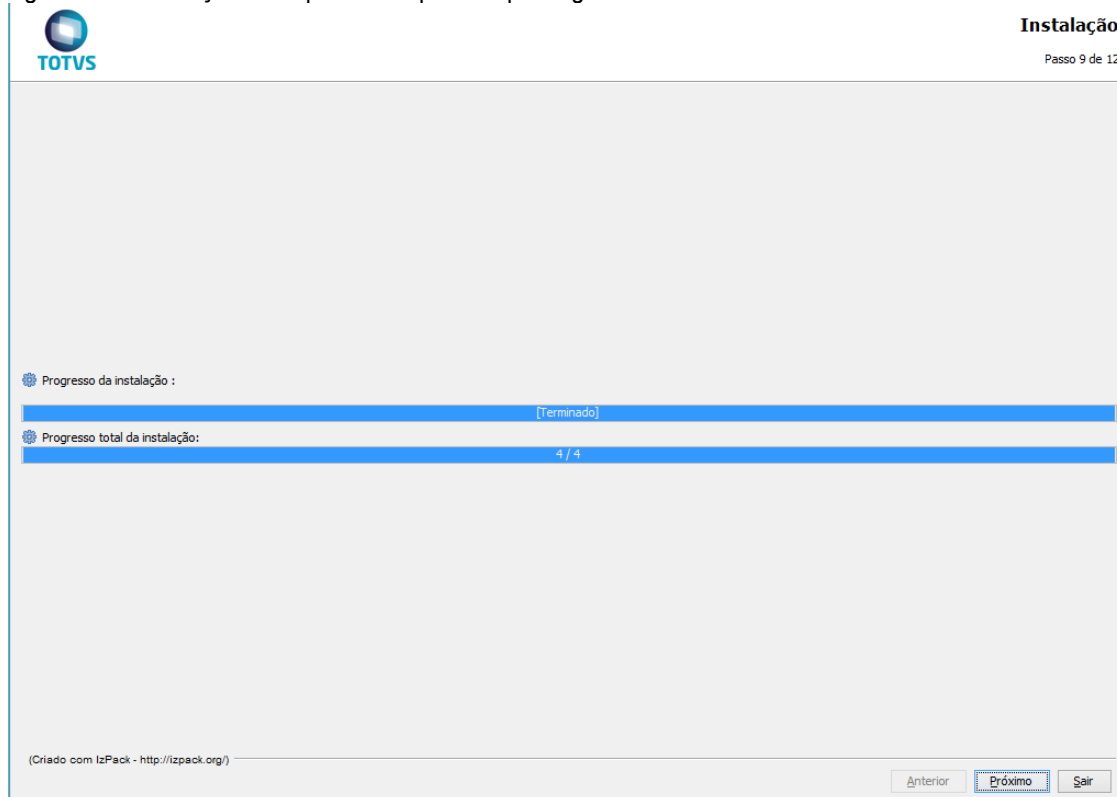 Instalação
TOTVS
Passo 9 de 12
Progresso da instalação :
[Terminado]
Progresso total da instalação:
4 / 4
(Criado com IzPack - http://izpack.org/)
Anterior Próximo Sair